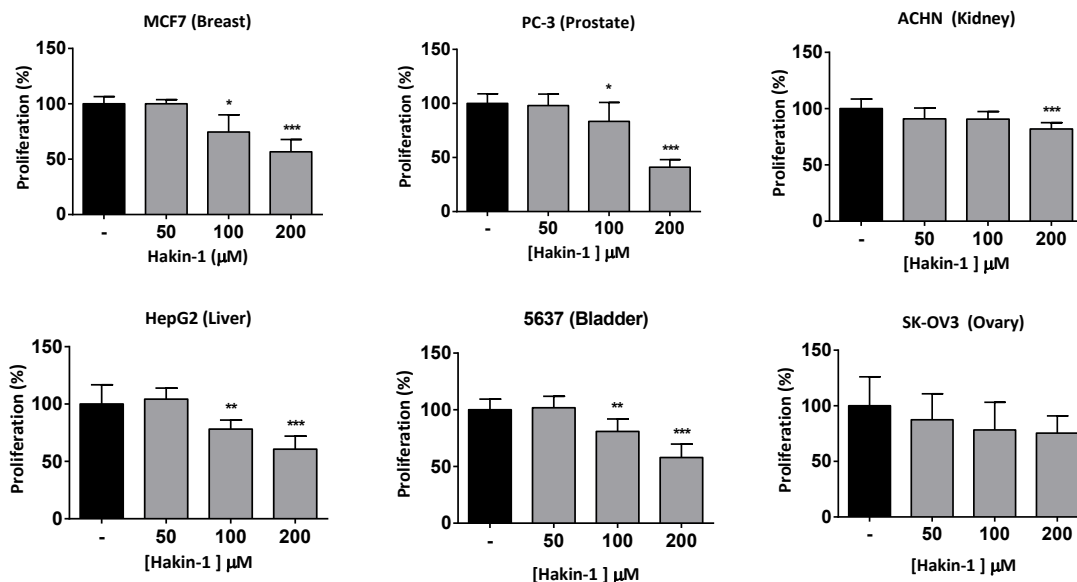 MCF7 (Breast)
Proliferation (%)
150
100
50
0
*
***
- 50 100 200
Hakin-1 (μM)
PC-3 (Prostate)
Proliferation (%)
150
100
50
0
*
***
- 50 100 200
[Hakin-1 ] μM
ACHN (Kidney)
Proliferation (%)
150
100
50
0
***
- 50 100 200
[Hakin-1 ] μM
HepG2 (Liver)
Proliferation (%)
150
100
50
0
**
***
- 50 100 200
[Hakin-1 ] μM
5637 (Bladder)
Proliferation (%)
150
100
50
0
**
***
- 50 100 200
[Hakin-1 ] μM
SK-OV3 (Ovary)
Proliferation (%)
150
100
50
0
- 50 100 200
[Hakin-1 ] μM